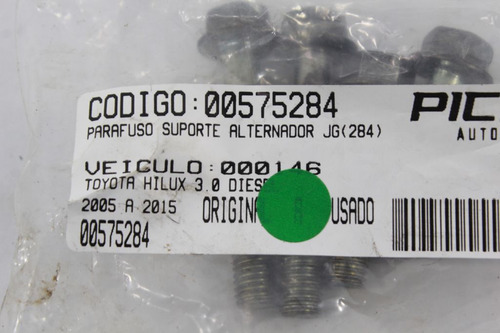 CODIGO:00575284
PIC
PARAFUSO SUPORTE ALTERNADOR JG(284)
AUTO
VEICULO:000146
TOYOTA HILUX 3.0 DIESE
2005 A 2015 ORIGINA USADO
00575284